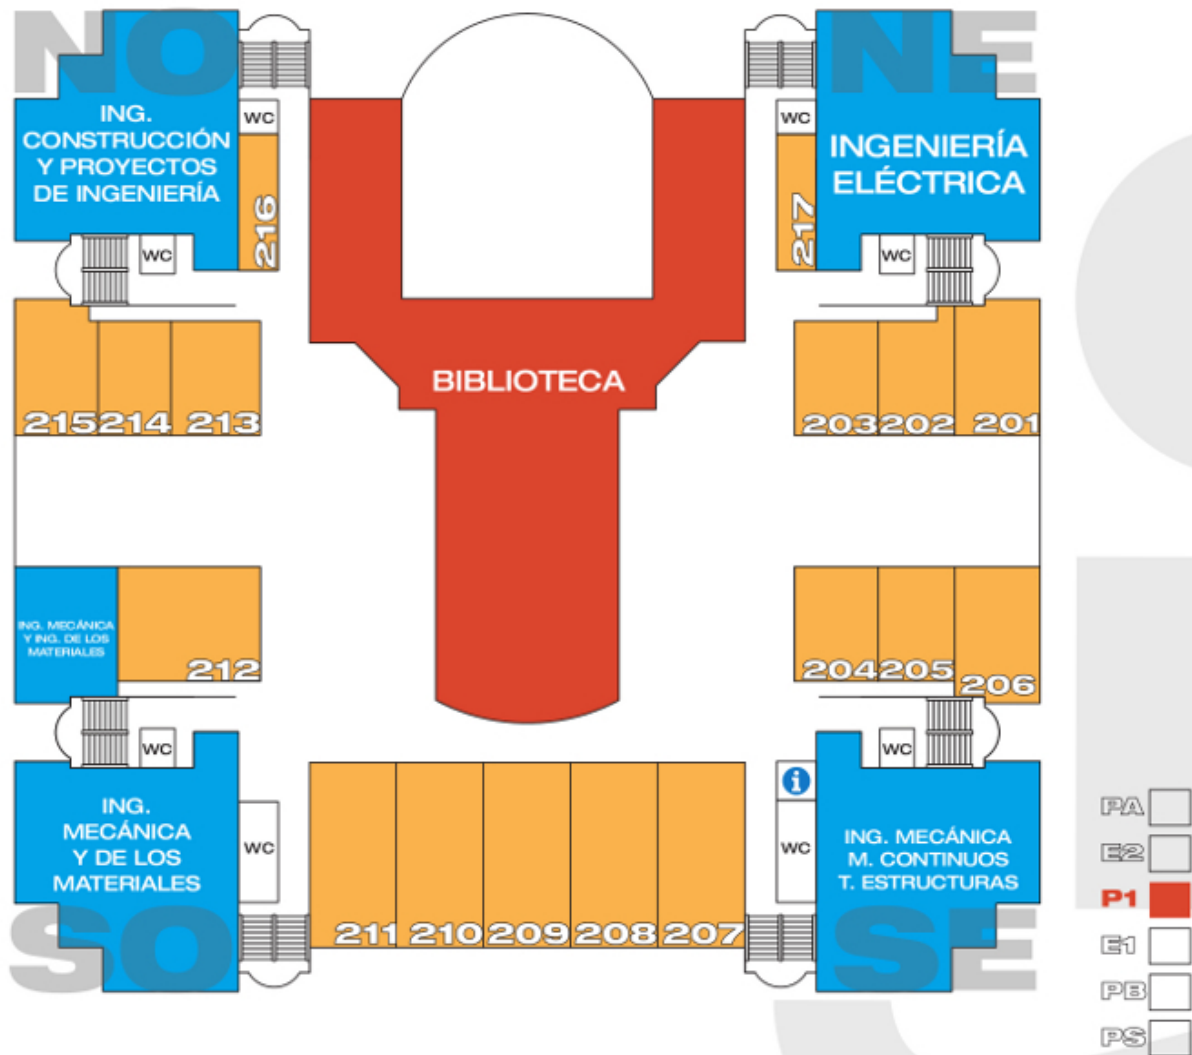 NO
NE
ING.
CONSTRUCCIÓN
Y PROYECTOS
DE INGENIERÍA
WC
216
WC
WC
217
INGENIERÍA
ELÉCTRICA
WC
BIBLIOTECA
215
214
213
203
202
201
ING. MECÁNICA
Y ING. DE LOS
MATERIALES
212
204
205
206
WC
WC
ING.
MECÁNICA
Y DE LOS
MATERIALES
WC
i
WC
ING. MECÁNICA
M. CONTINUOS
T. ESTRUCTURAS
211
210
209
208
207
SO
SE
PA
E2
P1
E1
PB
PS